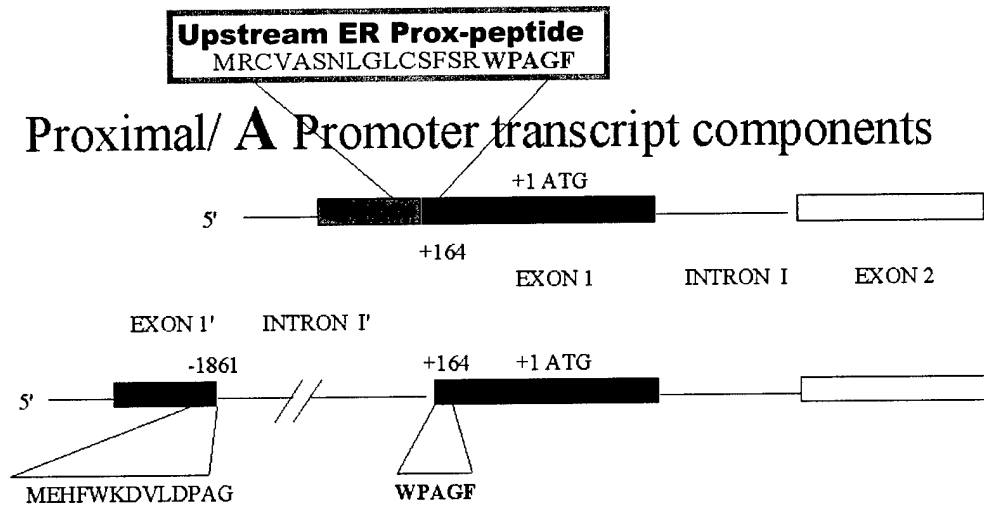 Upstream ER Prox-peptide
MRCVASNLGLCSFSRWPAGF
Proximal/ A Promoter transcript components
+1 ATG
5'
+164
EXON 1 INTRON I EXON 2
EXON 1' INTRON I'
-1861 +164 +1 ATG
5'
MEHFWKDVLDPAG WPAGF